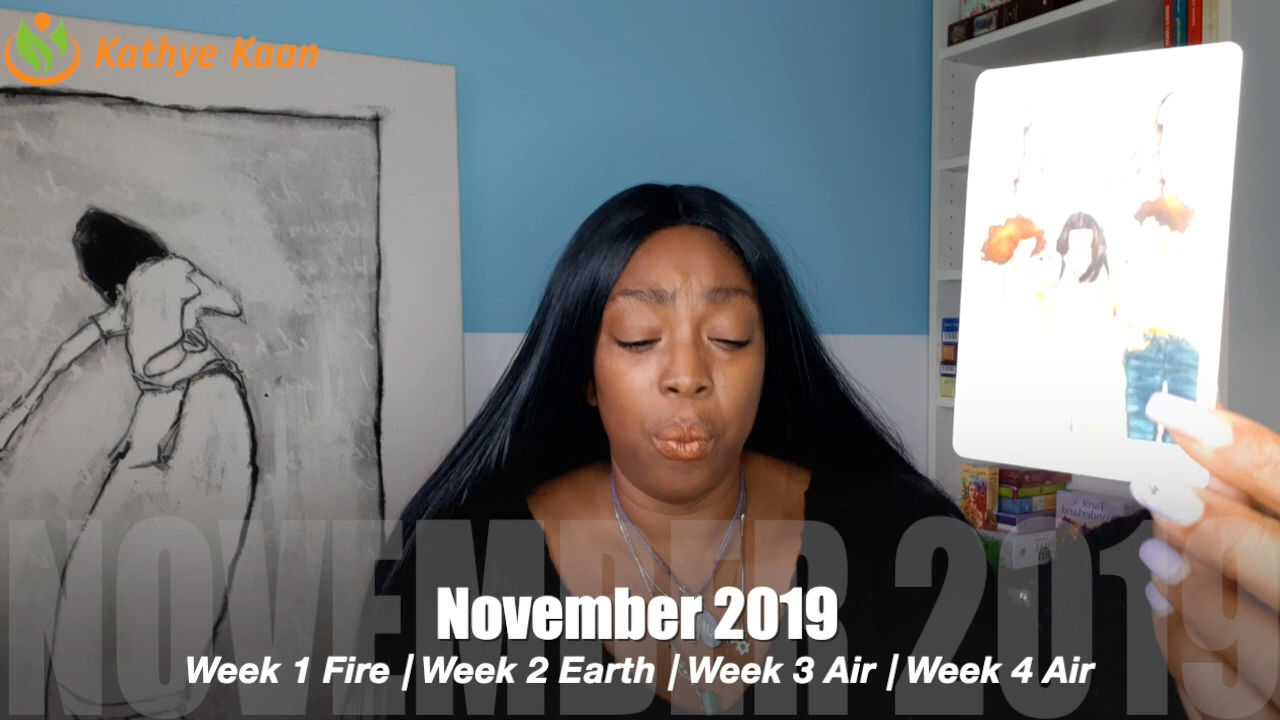 Kathye Kaan
NOVEMBER 2019
November 2019
Week 1 Fire | Week 2 Earth | Week 3 Air | Week 4 Air